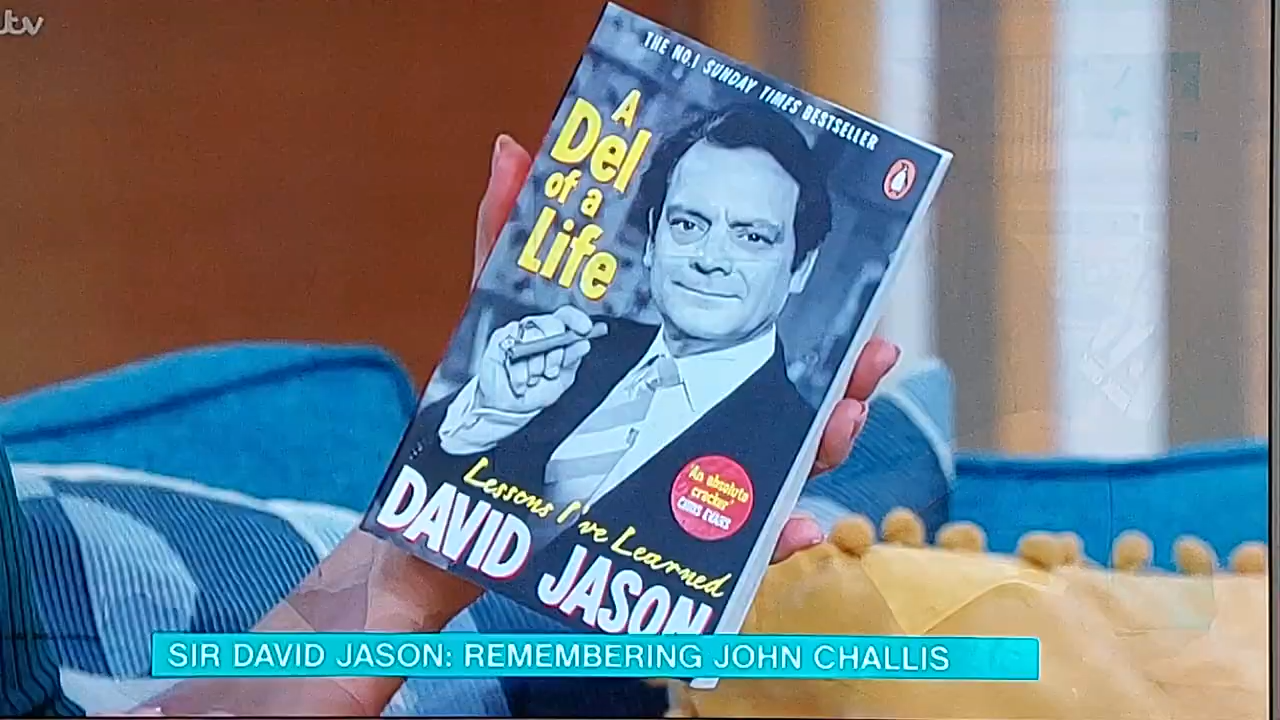 itv
THE NO.1 SUNDAY TIMES BESTSELLER
A
Del
of a
Life
Lessons I've Learned
'An absolute
cracker'
CHRIS EVANS
DAVID JASON
SIR DAVID JASON: REMEMBERING JOHN CHALLIS